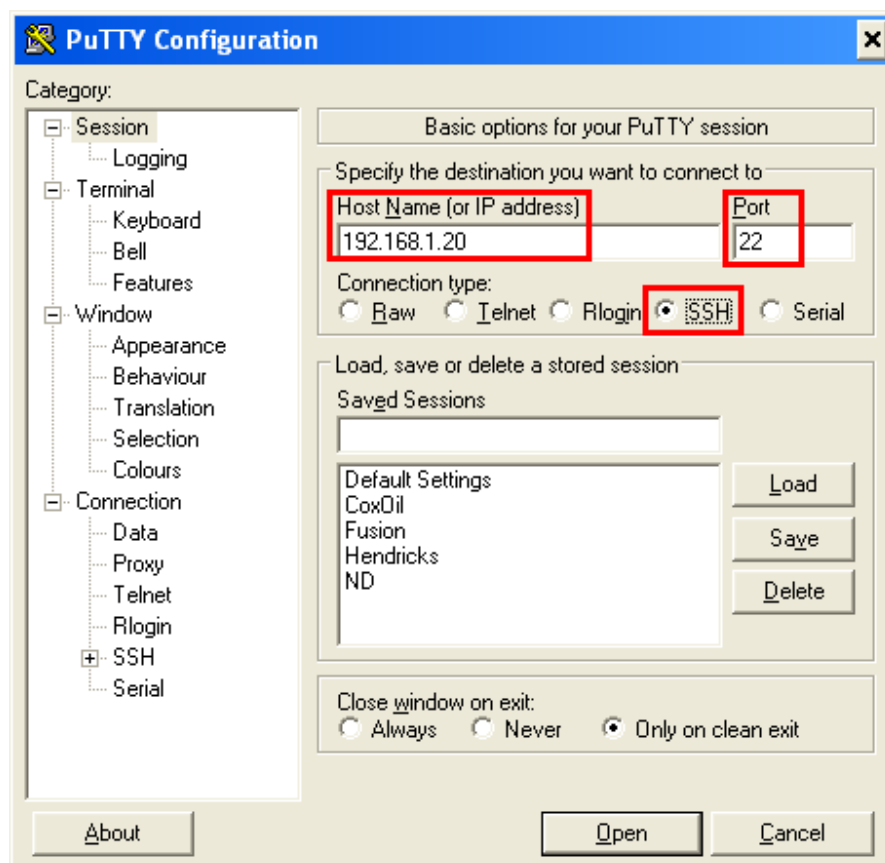 PuTTY Configuration
Category:
Session
Logging
Terminal
Keyboard
Bell
Features
Window
Appearance
Behaviour
Translation
Selection
Colours
Connection
Data
Proxy
Telnet
Rlogin
SSH
Serial
Basic options for your PuTTY session
Specify the destination you want to connect to
Host Name (or IP address) Port
192.168.1.20 22
Connection type:
Raw Telnet Rlogin SSH Serial
Load, save or delete a stored session
Saved Sessions
Default Settings
CoxOil
Fusion
Hendricks
ND
Load
Save
Delete
Close window on exit:
Always Never Only on clean exit
About Open Cancel